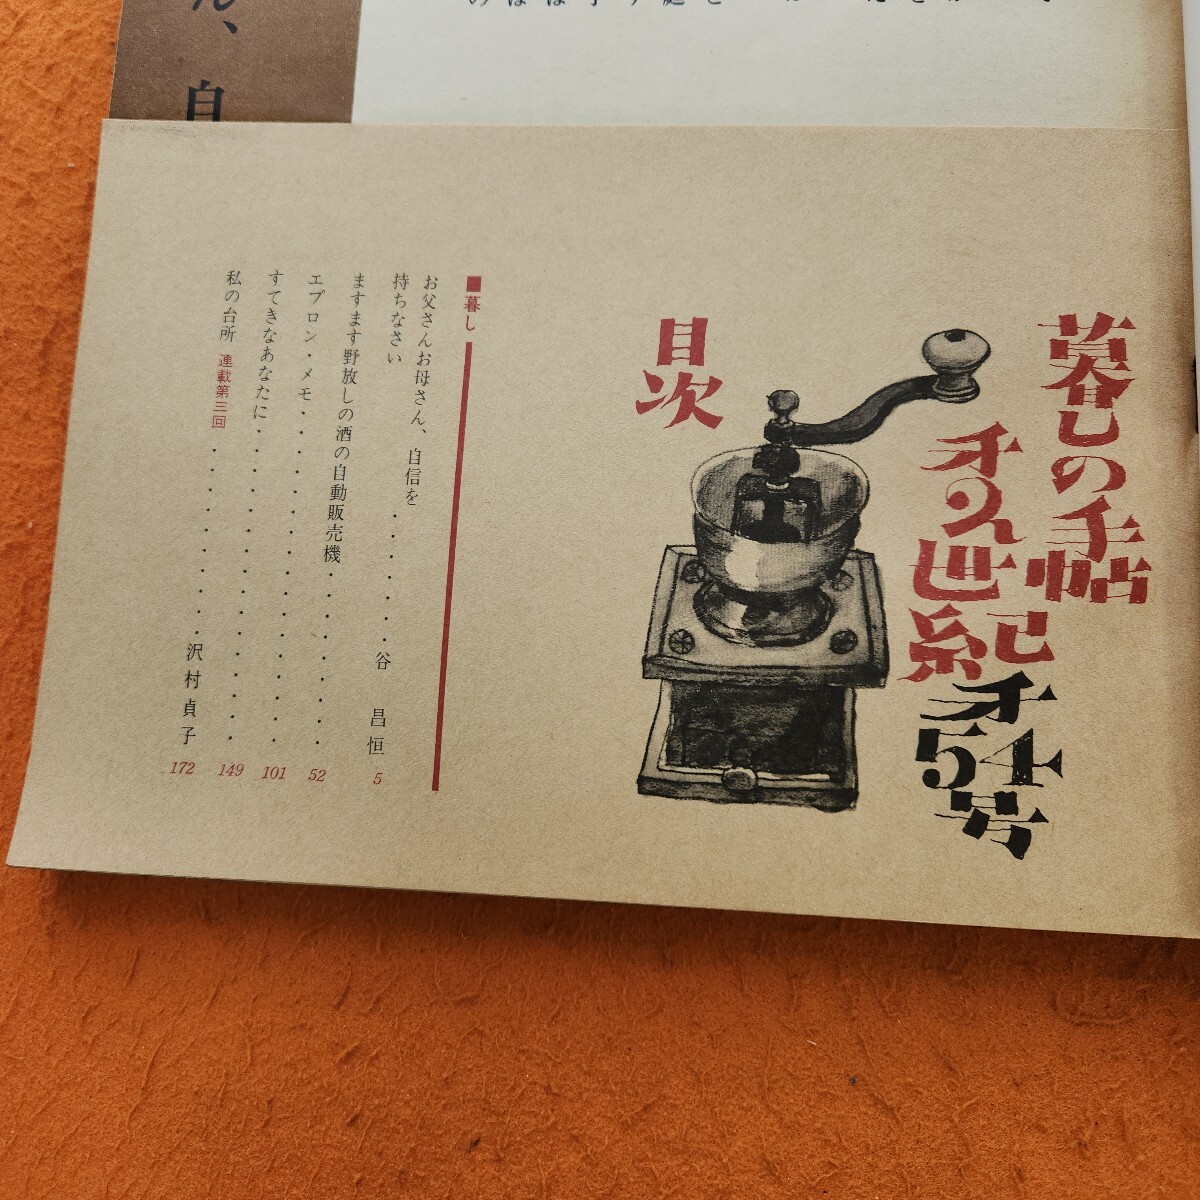 暮しの手帖
オ2世紀
オ54号
目次
■暮し
お父さんお母さん、自信を
持ちなさい・・・・・谷 昌恒 5
ますます野放しの酒の自動販売機・・・・・・・ 52
エプロン・メモ・・・・・・・・・・・・・ 101
すてきなあなたに・・・・・・・・・・・ 149
私の台所 連載第三回・・・・・・・・沢村貞子 172
ん、自